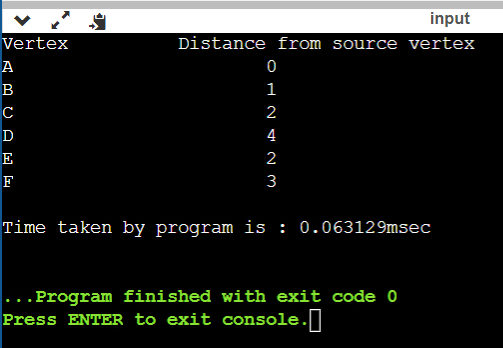 input
Vertex Distance from source vertex
A 0
B 1
C 2
D 4
E 2
F 3
Time taken by program is : 0.063129msec
...Program finished with exit code 0
Press ENTER to exit console.